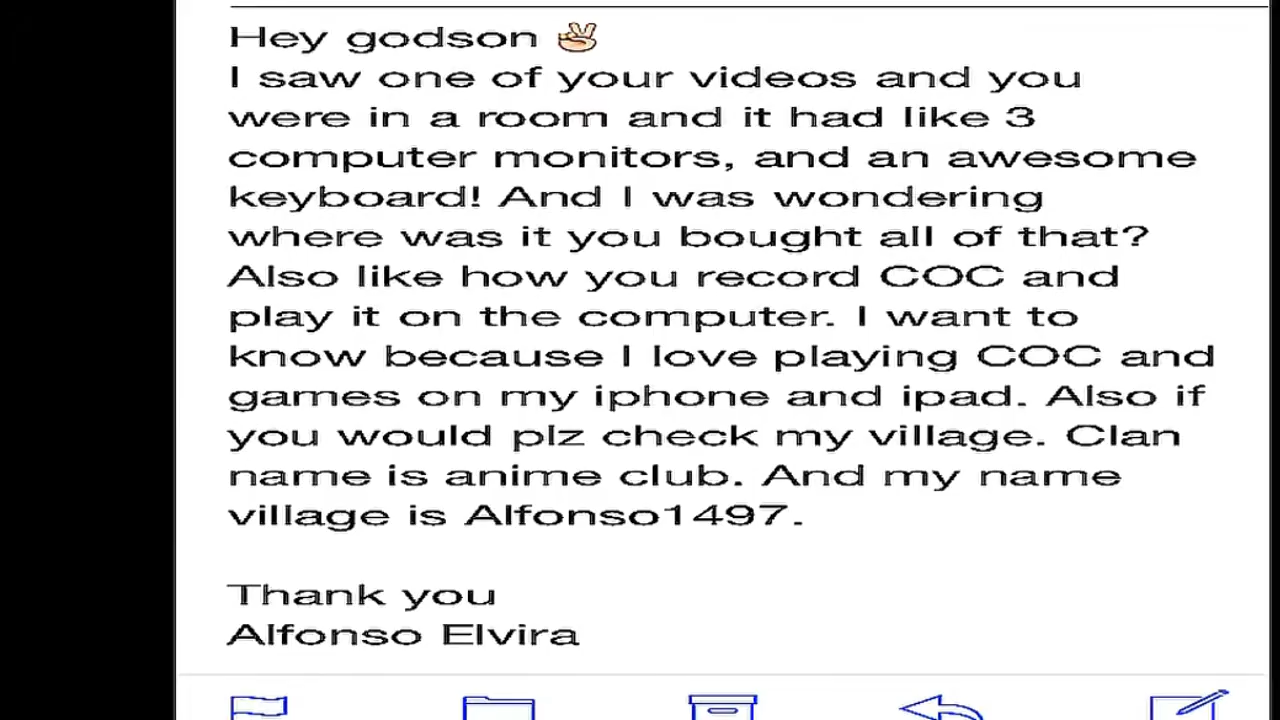 Hey godson ✌🏻
I saw one of your videos and you
were in a room and it had like 3
computer monitors, and an awesome
keyboard! And I was wondering
where was it you bought all of that?
Also like how you record COC and
play it on the computer. I want to
know because I love playing COC and
games on my iphone and ipad. Also if
you would plz check my village. Clan
name is anime club. And my name
village is Alfonso1497.
Thank you
Alfonso Elvira